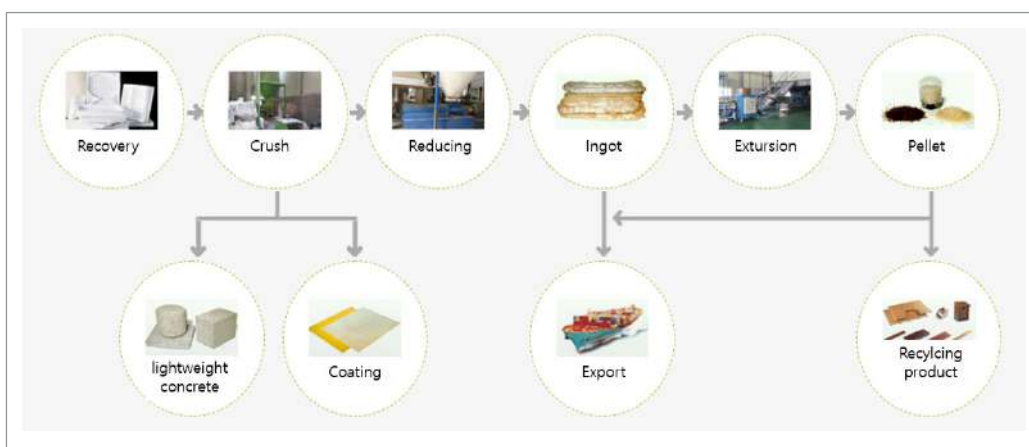 Recovery
Crush
Reducing
Ingot
Extursion
Pellet
lightweight
concrete
Coating
Export
Recylcing
product